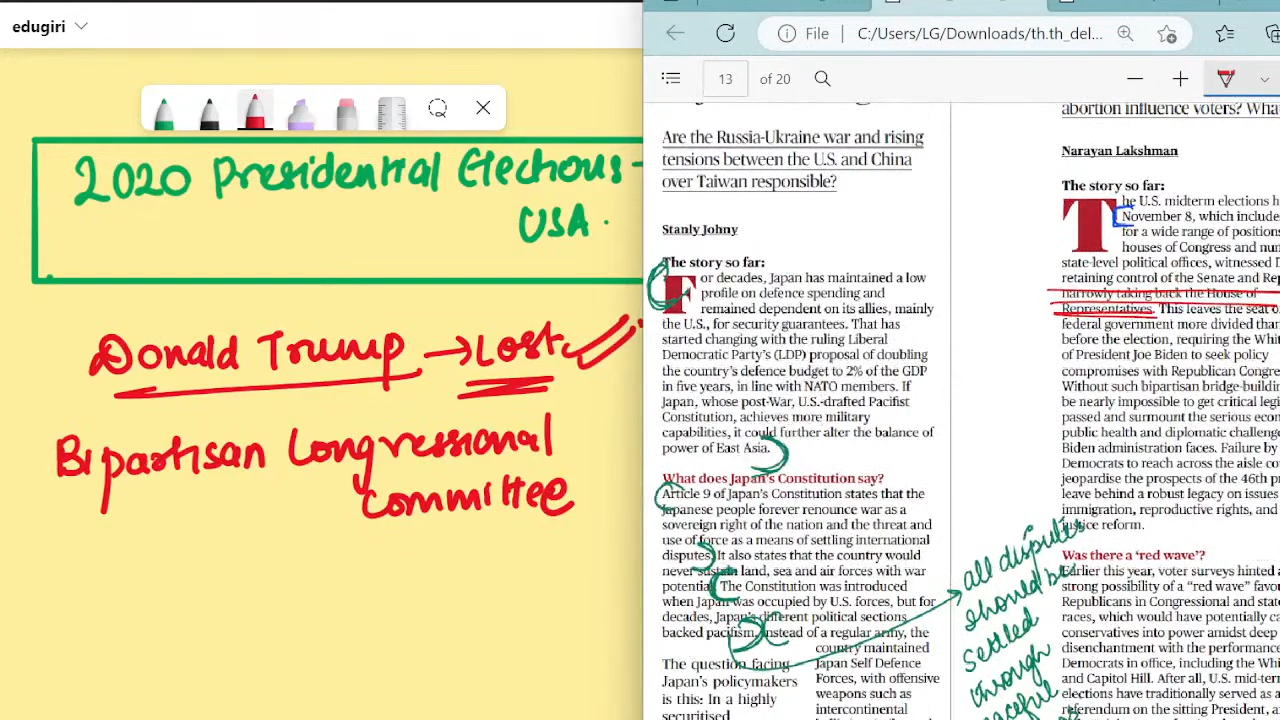 edugiri
2020 Presidential Elections-
USA.
Donald Trump → Lost
Bipartisan Congressional
Committee
File C:/Users/LG/Downloads/th.th_del...
13 of 20
Are the Russia-Ukraine war and rising
tensions between the U.S. and China
over Taiwan responsible?
Stanly Johny
The story so far:
For decades, Japan has maintained a low
profile on defence spending and
remained dependent on its allies, mainly
the U.S., for security guarantees. That has
started changing with the ruling Liberal
Democratic Party's (LDP) proposal of doubling
the country's defence budget to 2% of the GDP
in five years, in line with NATO members. If
Japan, whose post-War, U.S.-drafted Pacifist
Constitution, achieves more military
capabilities, it could further alter the balance of
power of East Asia.
What does Japan's Constitution say?
Article 9 of Japan's Constitution states that the
Japanese people forever renounce war as a
sovereign right of the nation and the threat and
use of force as a means of settling international
disputes. It also states that the country would
never sustain land, sea and air forces with war
potential. The Constitution was introduced
when Japan was occupied by U.S. forces, but for
decades, Japan's different political sections
backed pacifism. Instead of a regular army, the
country maintained
Japan Self Defence
Forces, with offensive
weapons such as
intercontinental
The question facing
Japan's policymakers
is this: In a highly
securitised
all disputes
should be
settled
through
peaceful
abortion influence voters? Wha
Narayan Lakshman
The story so far:
The U.S. midterm elections h
November 8, which include
for a wide range of positions
houses of Congress and num
state-level political offices, witnessed D
retaining control of the Senate and Rep
narrowly taking back the House of
Representatives. This leaves the seat o
federal government more divided that
before the election, requiring the Whit
of President Joe Biden to seek policy
compromises with Republican Congre
Without such bipartisan bridge-buildin
be nearly impossible to get critical legi
passed and surmount the serious econ
public health and diplomatic challenge
Biden administration faces. Failure by
Democrats to reach across the aisle co
jeopardise the prospects of the 46th pr
leave behind a robust legacy on issues
immigration, reproductive rights, and
justice reform.
Was there a 'red wave'?
Earlier this year, voter surveys hinted a
strong possibility of a "red wave" favo
Republicans in Congressional and state
races, which would have potentially ca
conservatives into power amidst deep
disenchantment with the performance
Democrats in office, including the Whi
and Capitol Hill. After all, U.S. mid-term
elections have traditionally served as a
referendum on the sitting President, a